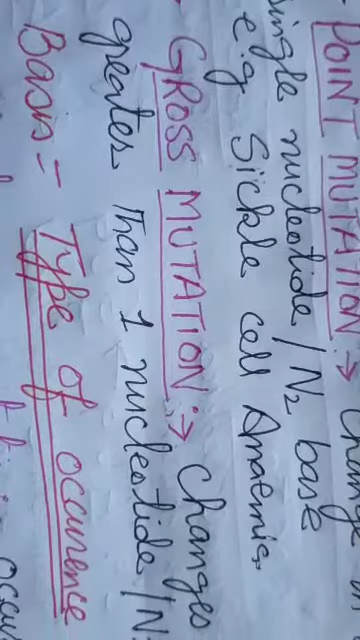 POINT MUTATION :→ Change in
single nucleotide / N2 base
e.g Sickle cell Anaemia.
GROSS MUTATION :→ Changes
greater than 1 nucleotide / N2
Basis = Type of occurence